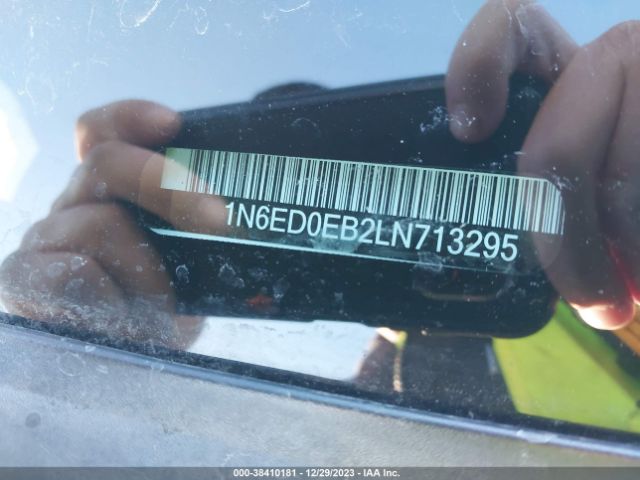 1N6ED0EB2LN713295
000-38410181 - 12/29/2023 - IAA Inc.